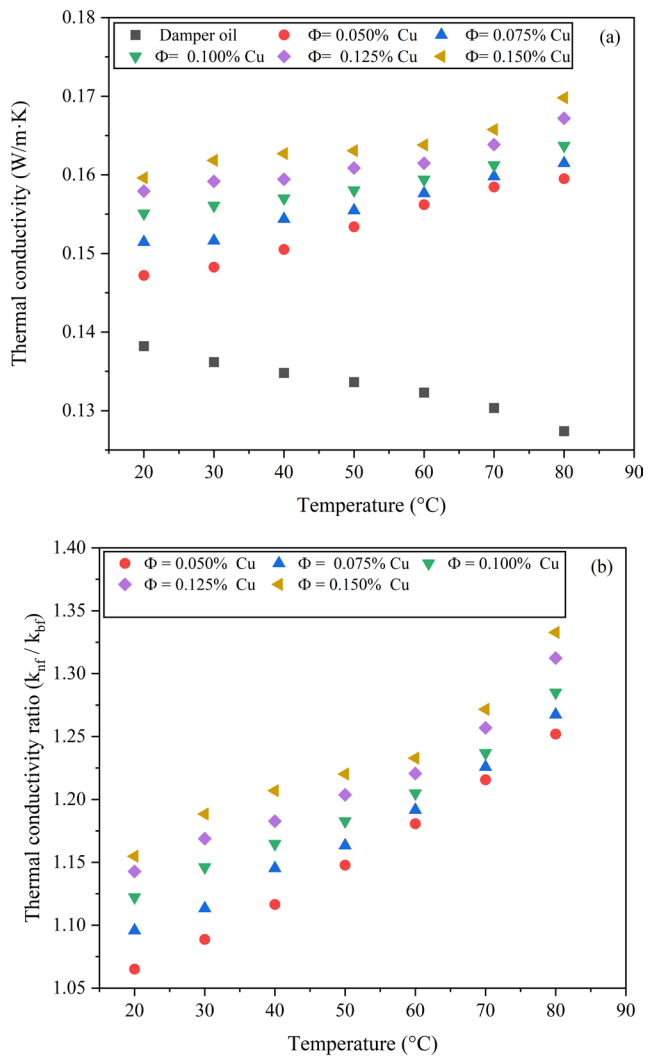 (a)
Damper oil Φ= 0.050% Cu Φ= 0.075% Cu
Φ= 0.100% Cu Φ= 0.125% Cu Φ= 0.150% Cu
0.18
0.17
0.16
0.15
0.14
0.13
Thermal conductivity (W/m·K)
20 30 40 50 60 70 80 90
Temperature (°C)
(b)
Φ = 0.050% Cu Φ = 0.075% Cu Φ = 0.100% Cu
Φ = 0.125% Cu Φ = 0.150% Cu
1.40
1.35
1.30
1.25
1.20
1.15
1.10
1.05
Thermal conductivity ratio (k_nf / k_bf)
20 30 40 50 60 70 80 90
Temperature (°C)